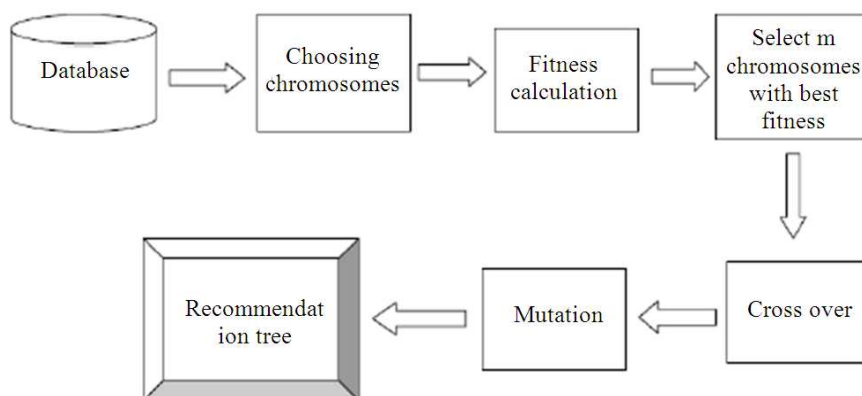 Database
Choosing
chromosomes
Fitness
calculation
Select m
chromosomes
with best
fitness
Cross over
Mutation
Recommendat
ion tree